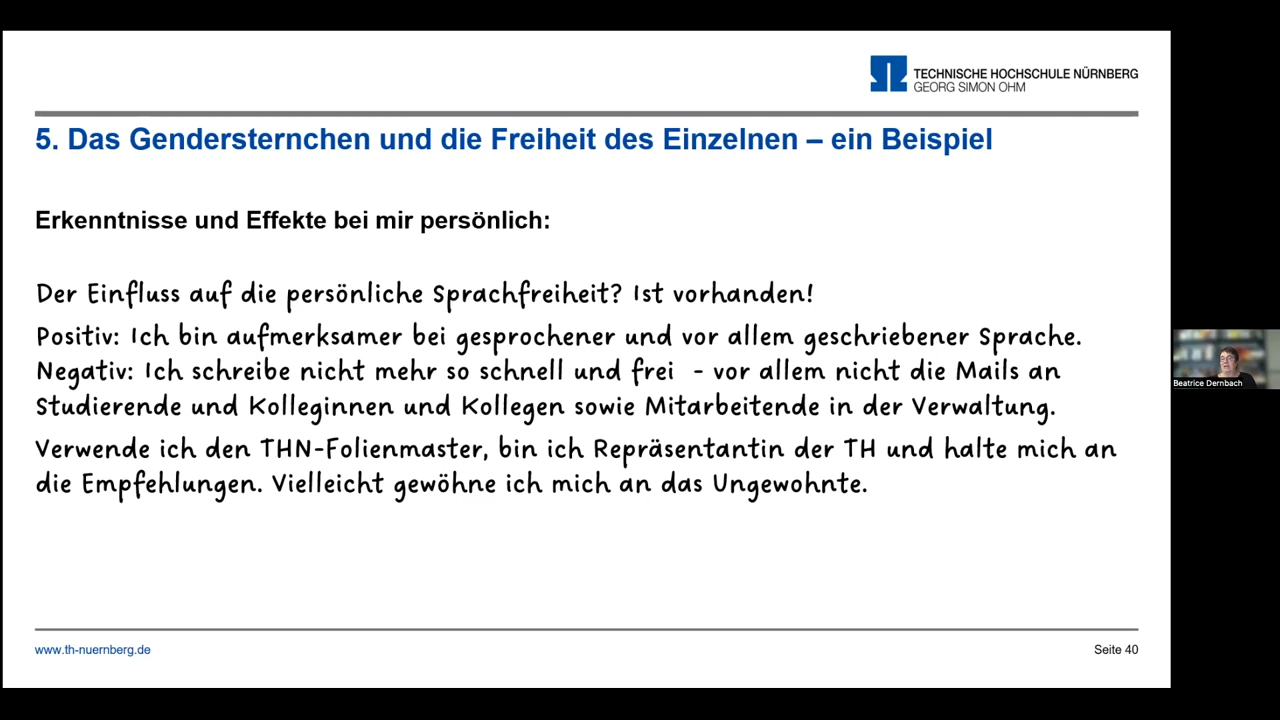 TECHNISCHE HOCHSCHULE NÜRNBERG
GEORG SIMON OHM
5. Das Gendersternchen und die Freiheit des Einzelnen – ein Beispiel
Erkenntnisse und Effekte bei mir persönlich:
Der Einfluss auf die persönliche Sprachfreiheit? Ist vorhanden!
Positiv: Ich bin aufmerksamer bei gesprochener und vor allem geschriebener Sprache.
Negativ: Ich schreibe nicht mehr so schnell und frei - vor allem nicht die Mails an
Studierende und Kolleginnen und Kollegen sowie Mitarbeitende in der Verwaltung.
Verwende ich den THN-Folienmaster, bin ich Repräsentantin der TH und halte mich an
die Empfehlungen. Vielleicht gewöhne ich mich an das Ungewohnte.
www.th-nuernberg.de
Seite 40
Beatrice Dernbach